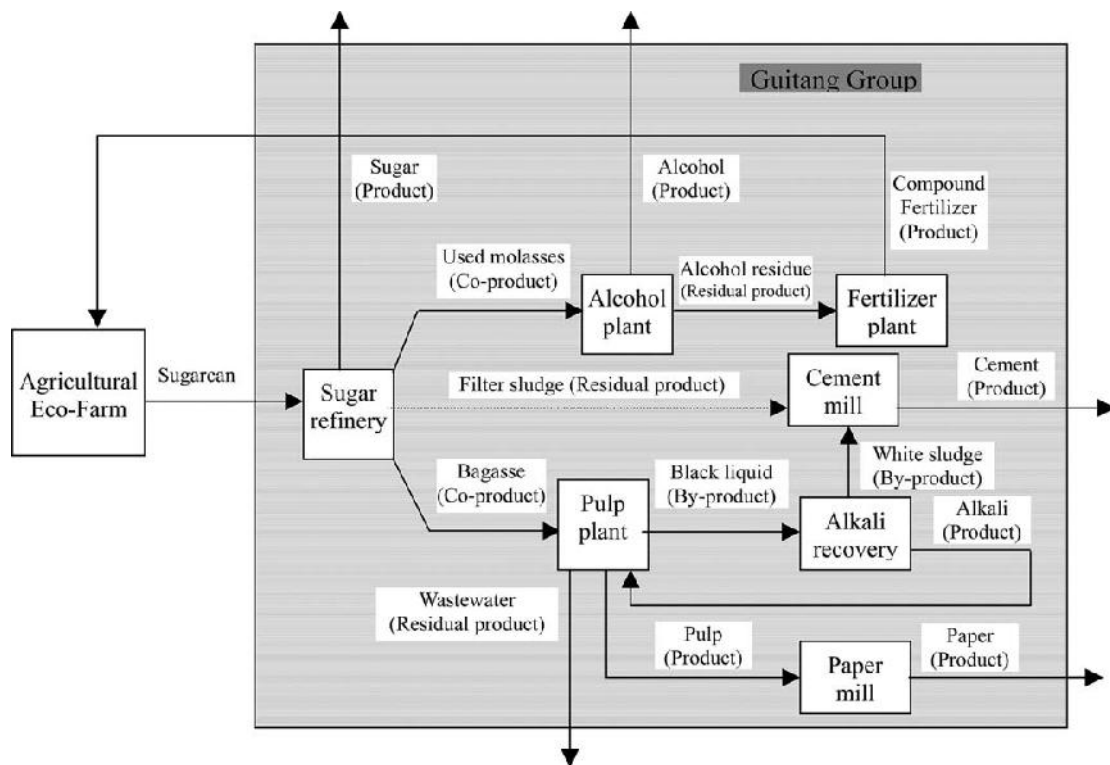 Guitang Group
Sugar
(Product)
Alcohol
(Product)
Compound
Fertilizer
(Product)
Used molasses
(Co-product)
Alcohol
plant
Alcohol residue
(Residual product)
Fertilizer
plant
Agricultural
Eco-Farm
Sugarcan
Sugar
refinery
Filter sludge (Residual product)
Cement
mill
Cement
(Product)
White sludge
(By-product)
Bagasse
(Co-product)
Pulp
plant
Black liquid
(By-product)
Alkali
recovery
Alkali
(Product)
Wastewater
(Residual product)
Pulp
(Product)
Paper
mill
Paper
(Product)